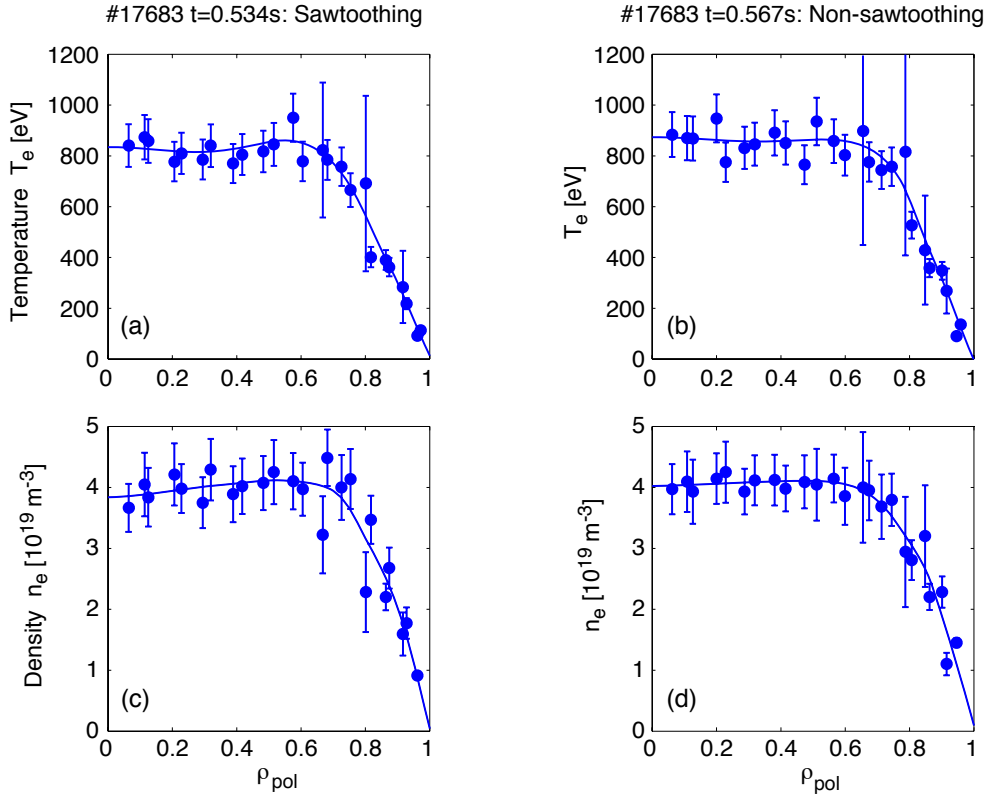 #17683 t=0.534s: Sawtoothing
#17683 t=0.567s: Non-sawtoothing
Temperature T_e [eV]
1200
1000
800
600
400
200
0
(a)
0 0.2 0.4 0.6 0.8 1
T_e [eV]
1200
1000
800
600
400
200
0
(b)
0 0.2 0.4 0.6 0.8 1
Density n_e [10^19 m^-3]
5
4
3
2
1
0
(c)
0 0.2 0.4 0.6 0.8 1
ρ_pol
n_e [10^19 m^-3]
5
4
3
2
1
0
(d)
0 0.2 0.4 0.6 0.8 1
ρ_pol